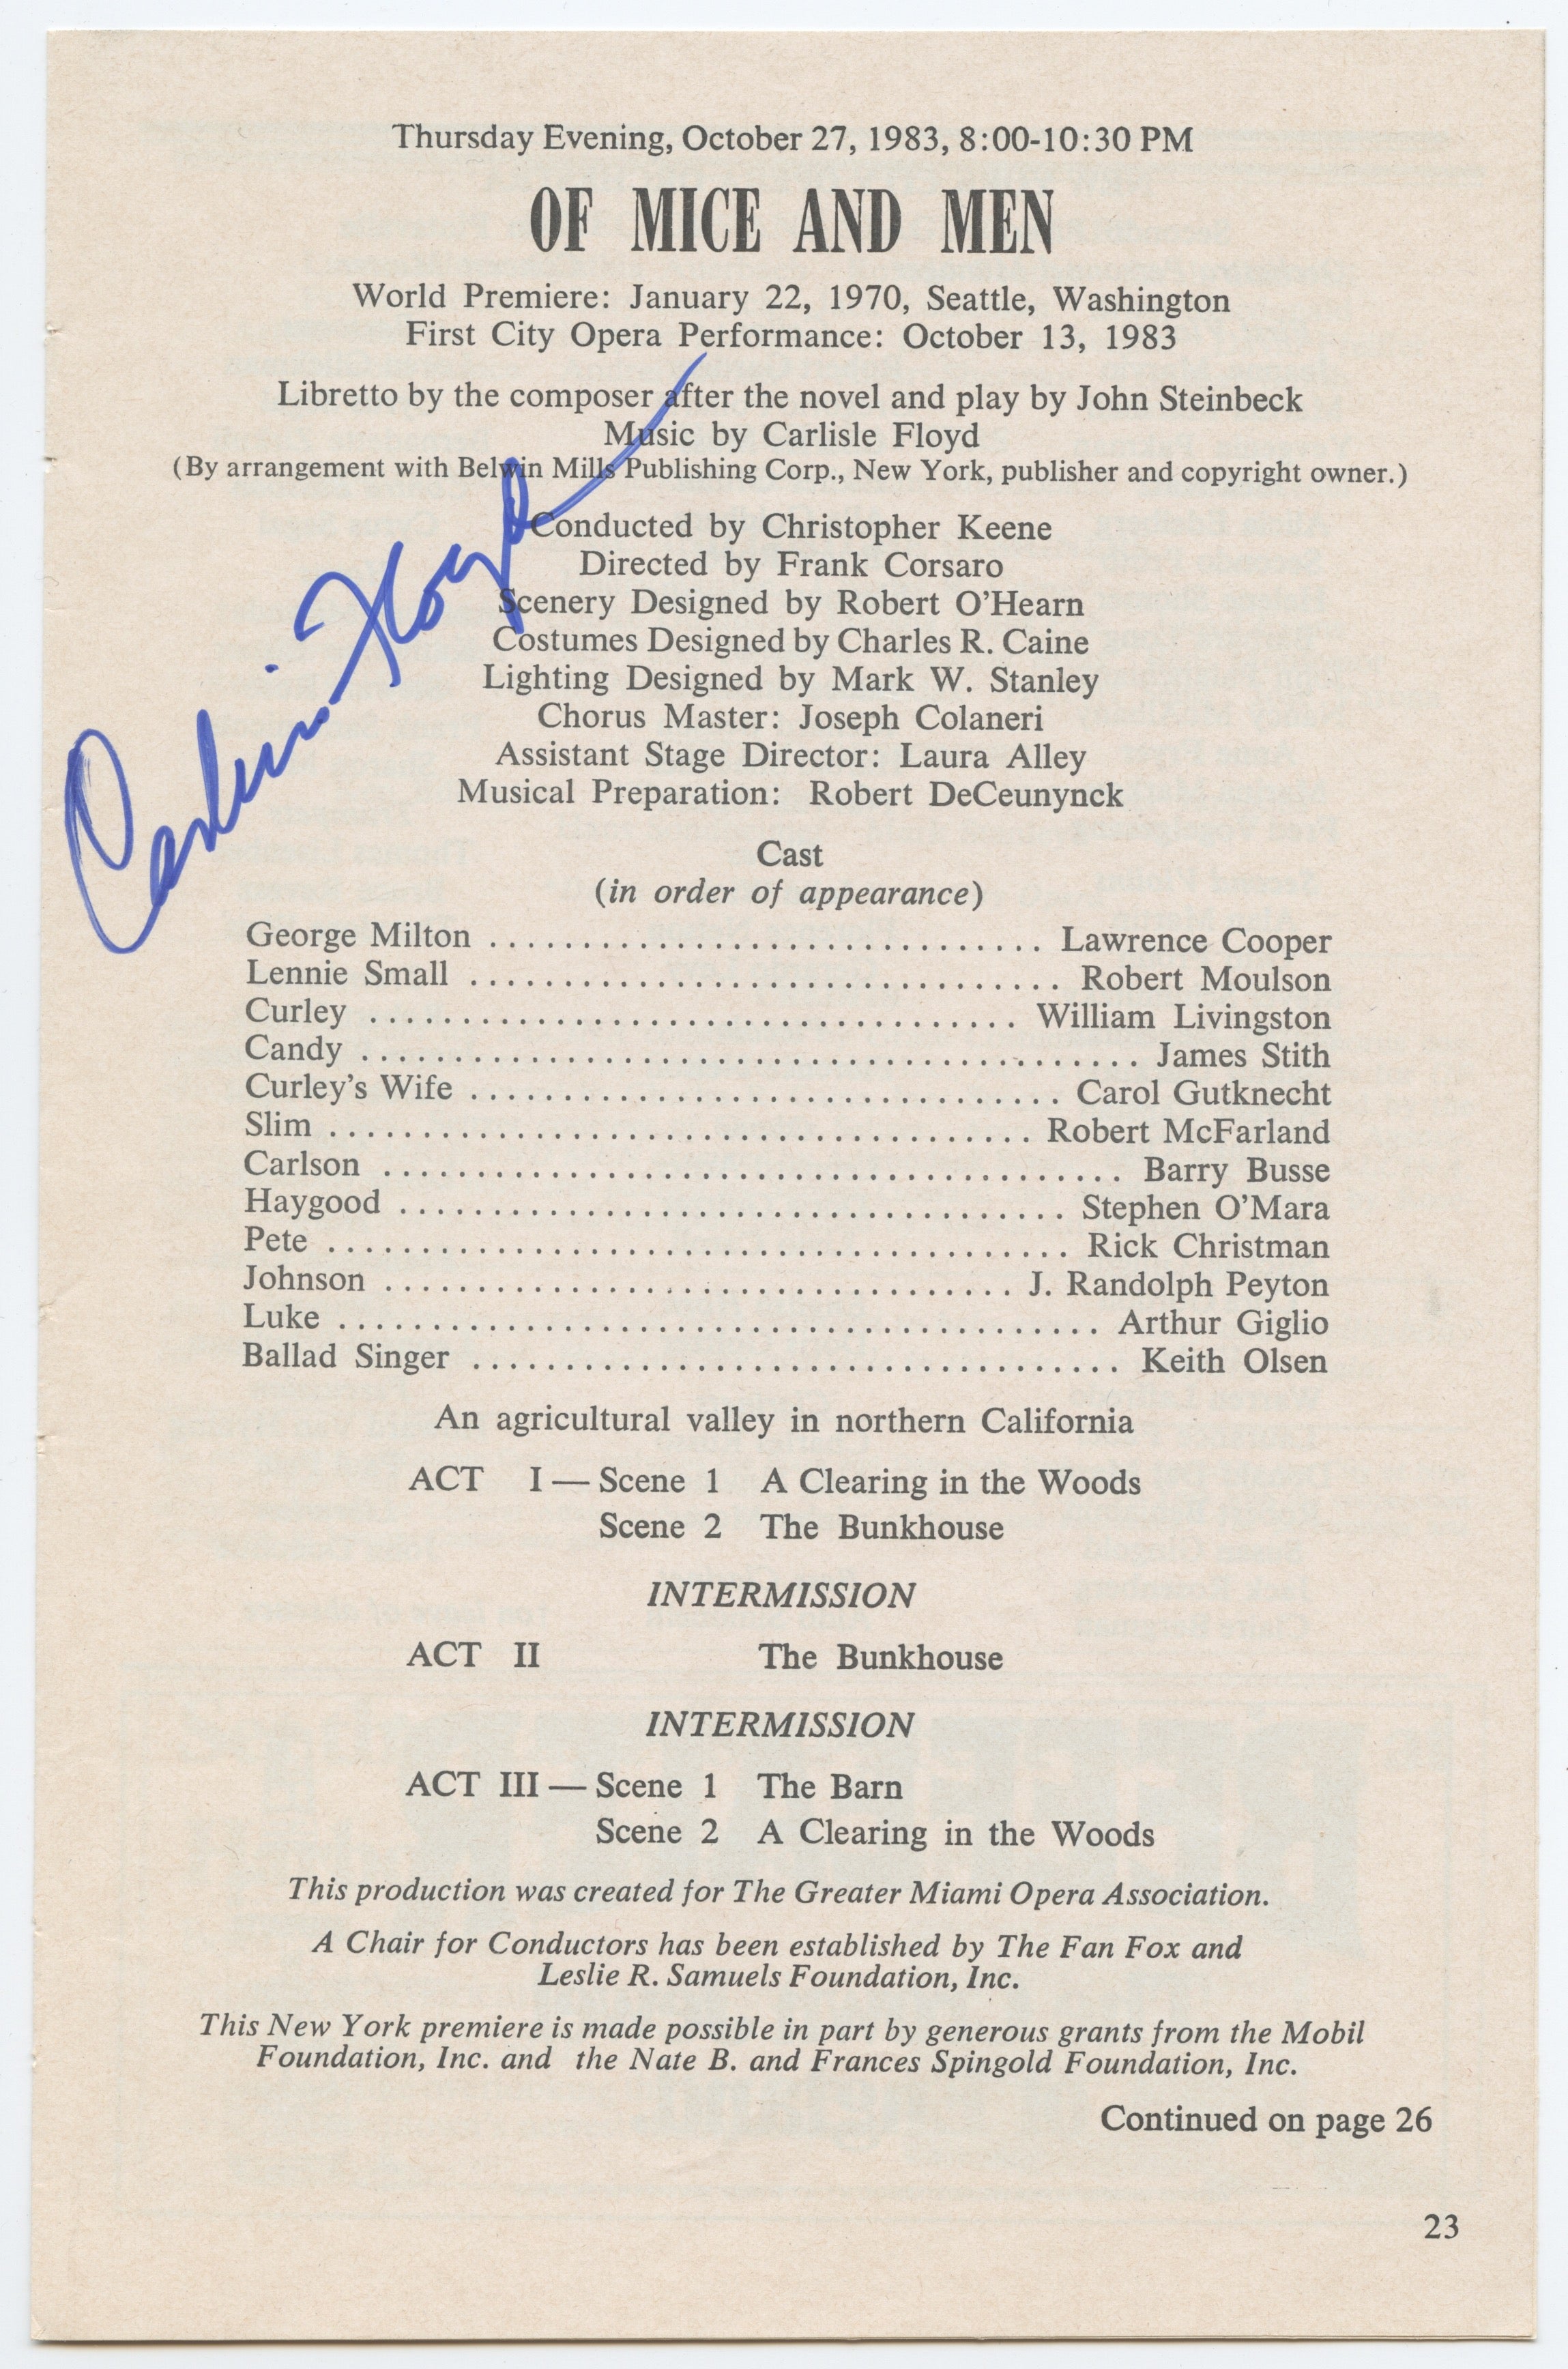 Thursday Evening, October 27, 1983, 8:00-10:30 PM
OF MICE AND MEN
World Premiere: January 22, 1970, Seattle, Washington
First City Opera Performance: October 13, 1983
Libretto by the composer after the novel and play by John Steinbeck
Music by Carlisle Floyd
(By arrangement with Belwin Mills Publishing Corp., New York, publisher and copyright owner.)
Conducted by Christopher Keene
Directed by Frank Corsaro
Scenery Designed by Robert O'Hearn
Costumes Designed by Charles R. Caine
Lighting Designed by Mark W. Stanley
Chorus Master: Joseph Colaneri
Assistant Stage Director: Laura Alley
Musical Preparation: Robert DeCeunynck
Carlisle Floyd
Cast
(in order of appearance)
George Milton .............................. Lawrence Cooper
Lennie Small ................................ Robert Moulson
Curley ................................... William Livingston
Candy .......................................... James Stith
Curley's Wife ................................ Carol Gutknecht
Slim ...................................... Robert McFarland
Carlson ........................................ Barry Busse
Haygood .................................... Stephen O'Mara
Pete ........................................ Rick Christman
Johnson .................................. J. Randolph Peyton
Luke ......................................... Arthur Giglio
Ballad Singer ................................... Keith Olsen
An agricultural valley in northern California
ACT I — Scene 1 A Clearing in the Woods
Scene 2 The Bunkhouse
INTERMISSION
ACT II The Bunkhouse
INTERMISSION
ACT III — Scene 1 The Barn
Scene 2 A Clearing in the Woods
This production was created for The Greater Miami Opera Association.
A Chair for Conductors has been established by The Fan Fox and
Leslie R. Samuels Foundation, Inc.
This New York premiere is made possible in part by generous grants from the Mobil
Foundation, Inc. and the Nate B. and Frances Spingold Foundation, Inc.
Continued on page 26
23